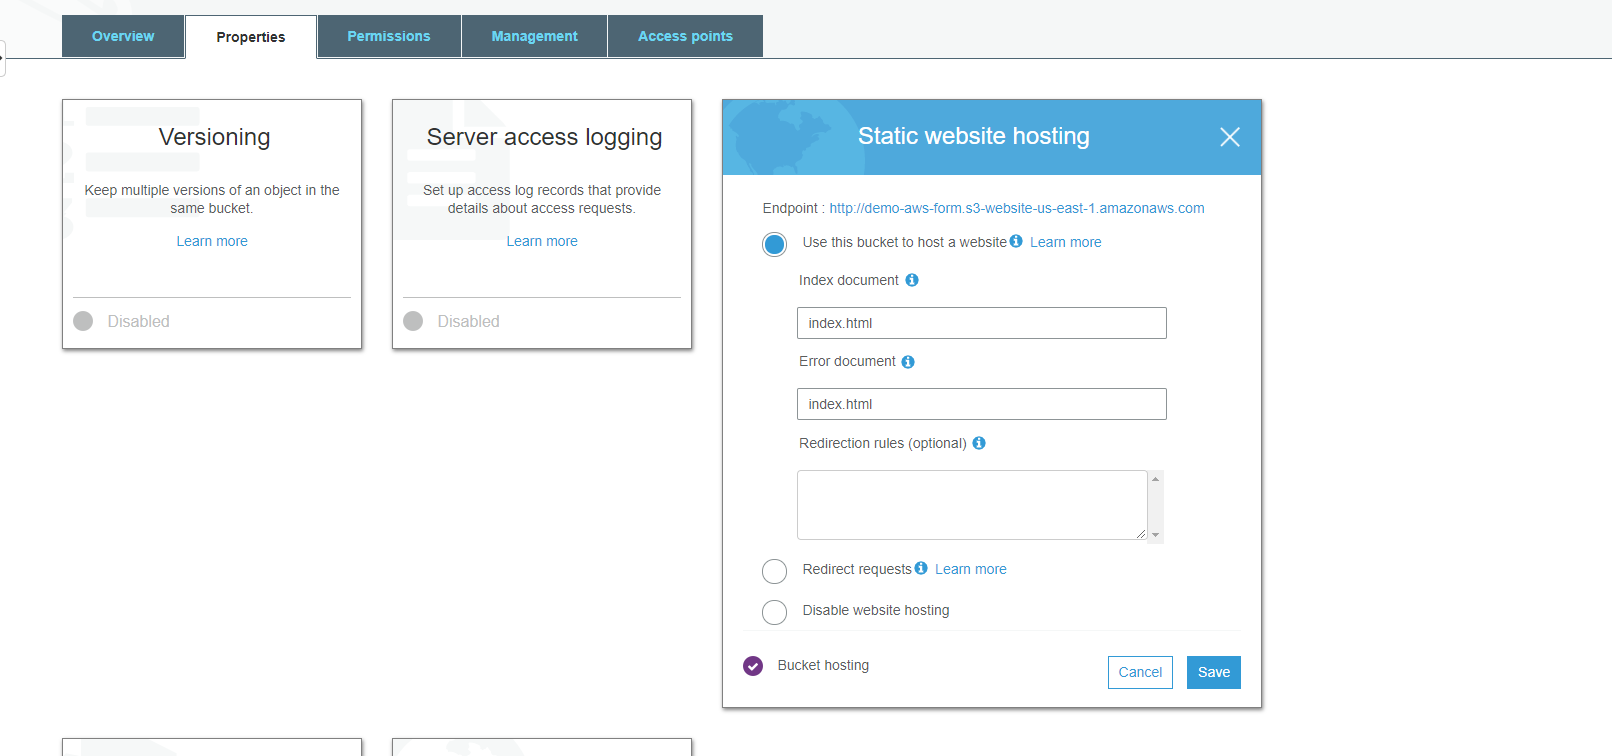 Overview Properties Permissions Management Access points
Versioning
Keep multiple versions of an object in the
same bucket.
Learn more
Disabled
Server access logging
Set up access log records that provide
details about access requests.
Learn more
Disabled
Static website hosting
Endpoint : http://demo-aws-form.s3-website-us-east-1.amazonaws.com
Use this bucket to host a website Learn more
Index document
index.html
Error document
index.html
Redirection rules (optional)
Redirect requests Learn more
Disable website hosting
Bucket hosting
Cancel Save